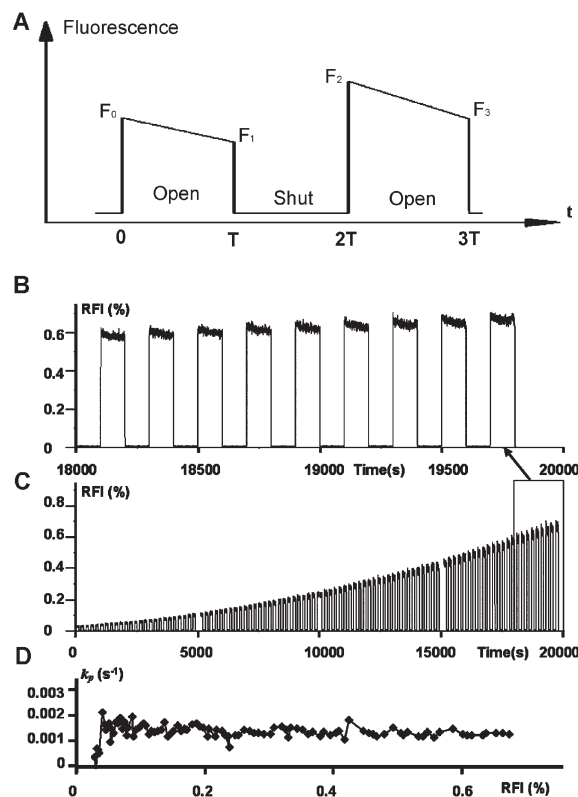 A
Fluorescence
F₂
F₀
F₃
F₁
Open
Shut
Open
t
0
T
2T
3T
B
RFI (%)
0.6
0.4
0.2
0
18000
18500
19000
Time(s)
19500
20000
C
RFI (%)
0.8
0.6
0.4
0.2
0
0
5000
10000
15000
Time(s)
20000
D
kₚ (s⁻¹)
0.003
0.002
0.001
0
0
0.2
0.4
0.6
RFI (%)